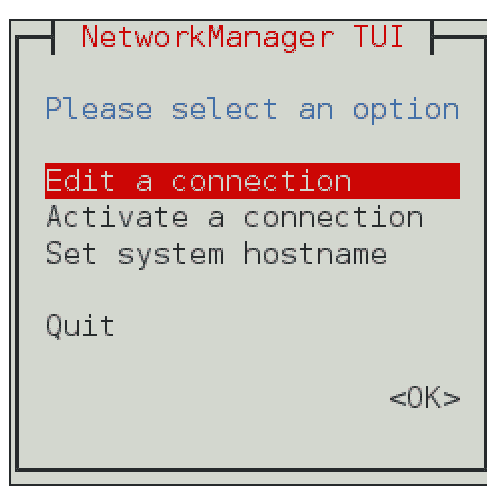 NetworkManager TUI
Please select an option
Edit a connection
Activate a connection
Set system hostname
Quit
<OK>